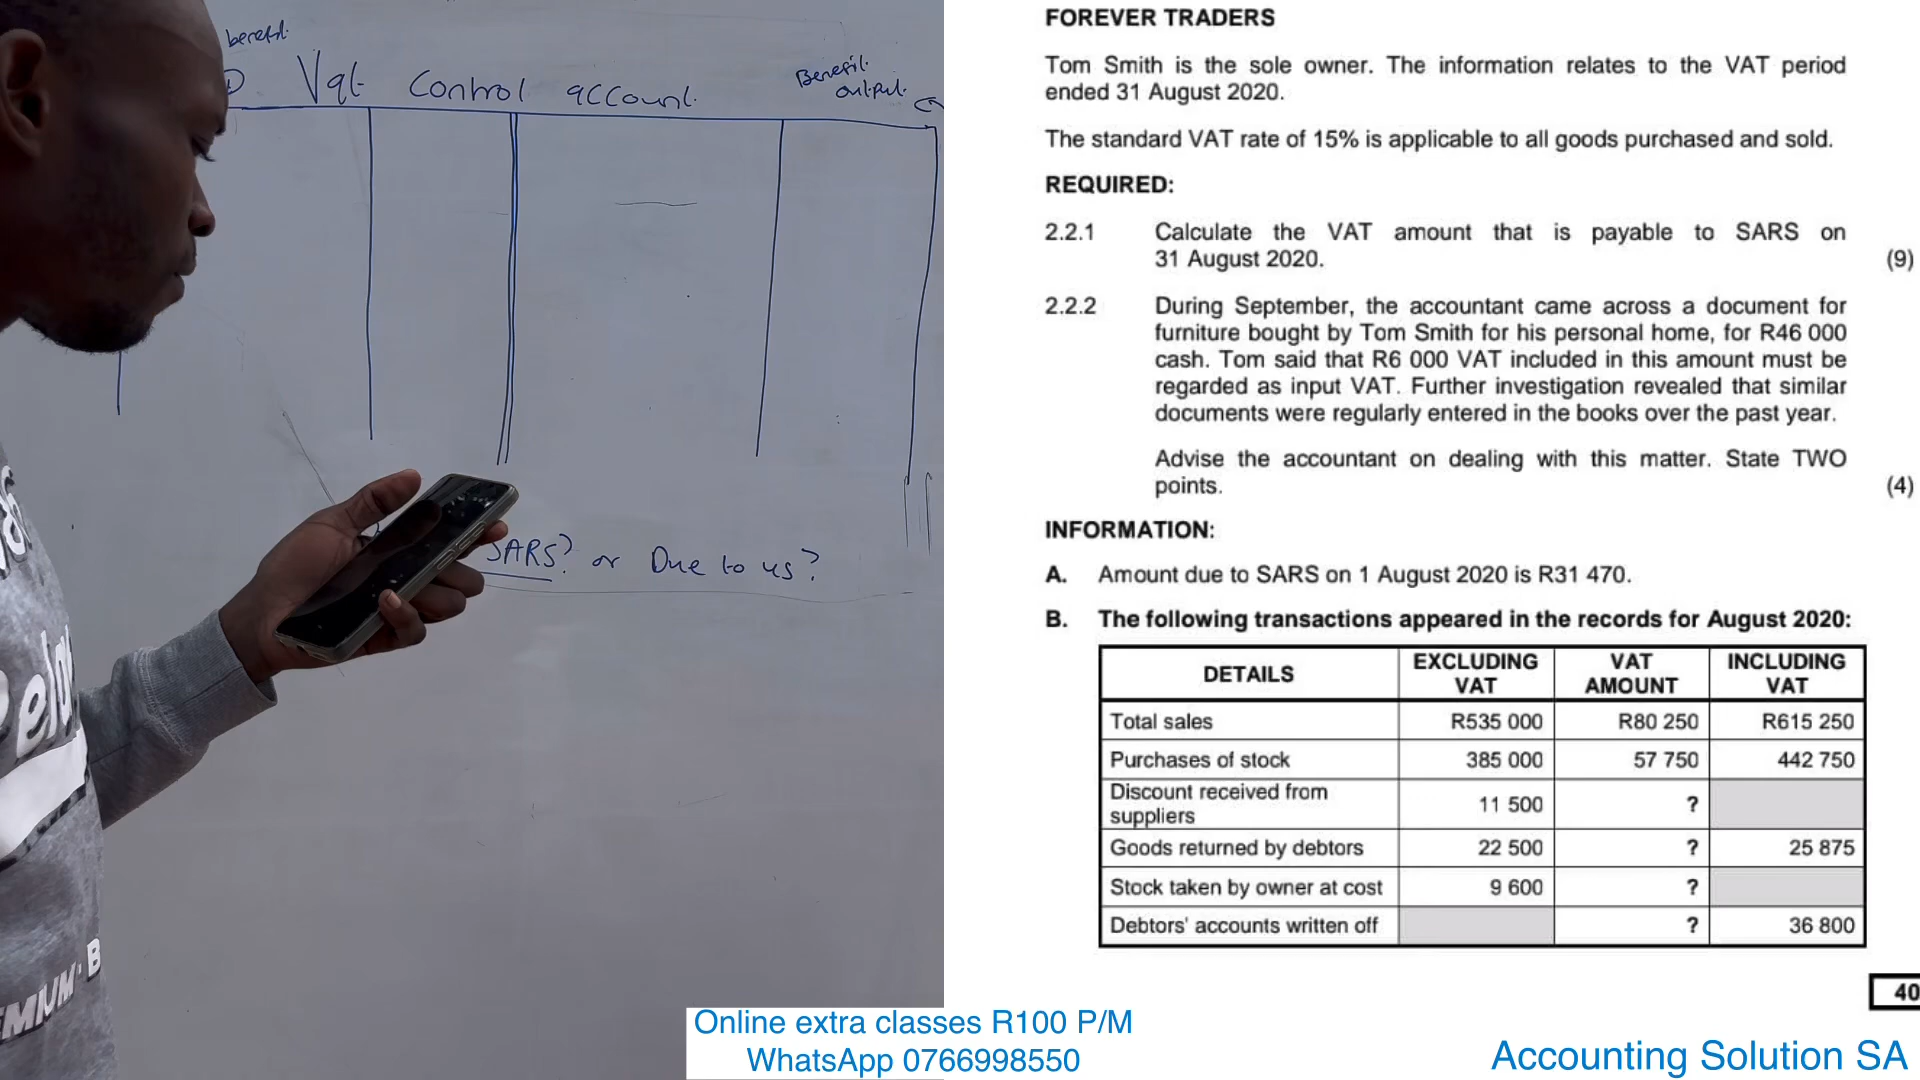 benefit.
Vat Control account.
Benefit.
output.
SARS? or Due to us?
EMIUM B
FOREVER TRADERS
Tom Smith is the sole owner. The information relates to the VAT period
ended 31 August 2020.
The standard VAT rate of 15% is applicable to all goods purchased and sold.
REQUIRED:
2.2.1 Calculate the VAT amount that is payable to SARS on
31 August 2020. (9)
2.2.2 During September, the accountant came across a document for
furniture bought by Tom Smith for his personal home, for R46 000
cash. Tom said that R6 000 VAT included in this amount must be
regarded as input VAT. Further investigation revealed that similar
documents were regularly entered in the books over the past year.
Advise the accountant on dealing with this matter. State TWO
points. (4)
INFORMATION:
A. Amount due to SARS on 1 August 2020 is R31 470.
B. The following transactions appeared in the records for August 2020:
DETAILS EXCLUDING VAT VAT AMOUNT INCLUDING VAT
Total sales R535 000 R80 250 R615 250
Purchases of stock 385 000 57 750 442 750
Discount received from
suppliers 11 500 ?
Goods returned by debtors 22 500 ? 25 875
Stock taken by owner at cost 9 600 ?
Debtors' accounts written off ? 36 800
40
Online extra classes R100 P/M
WhatsApp 0766998550
Accounting Solution SA